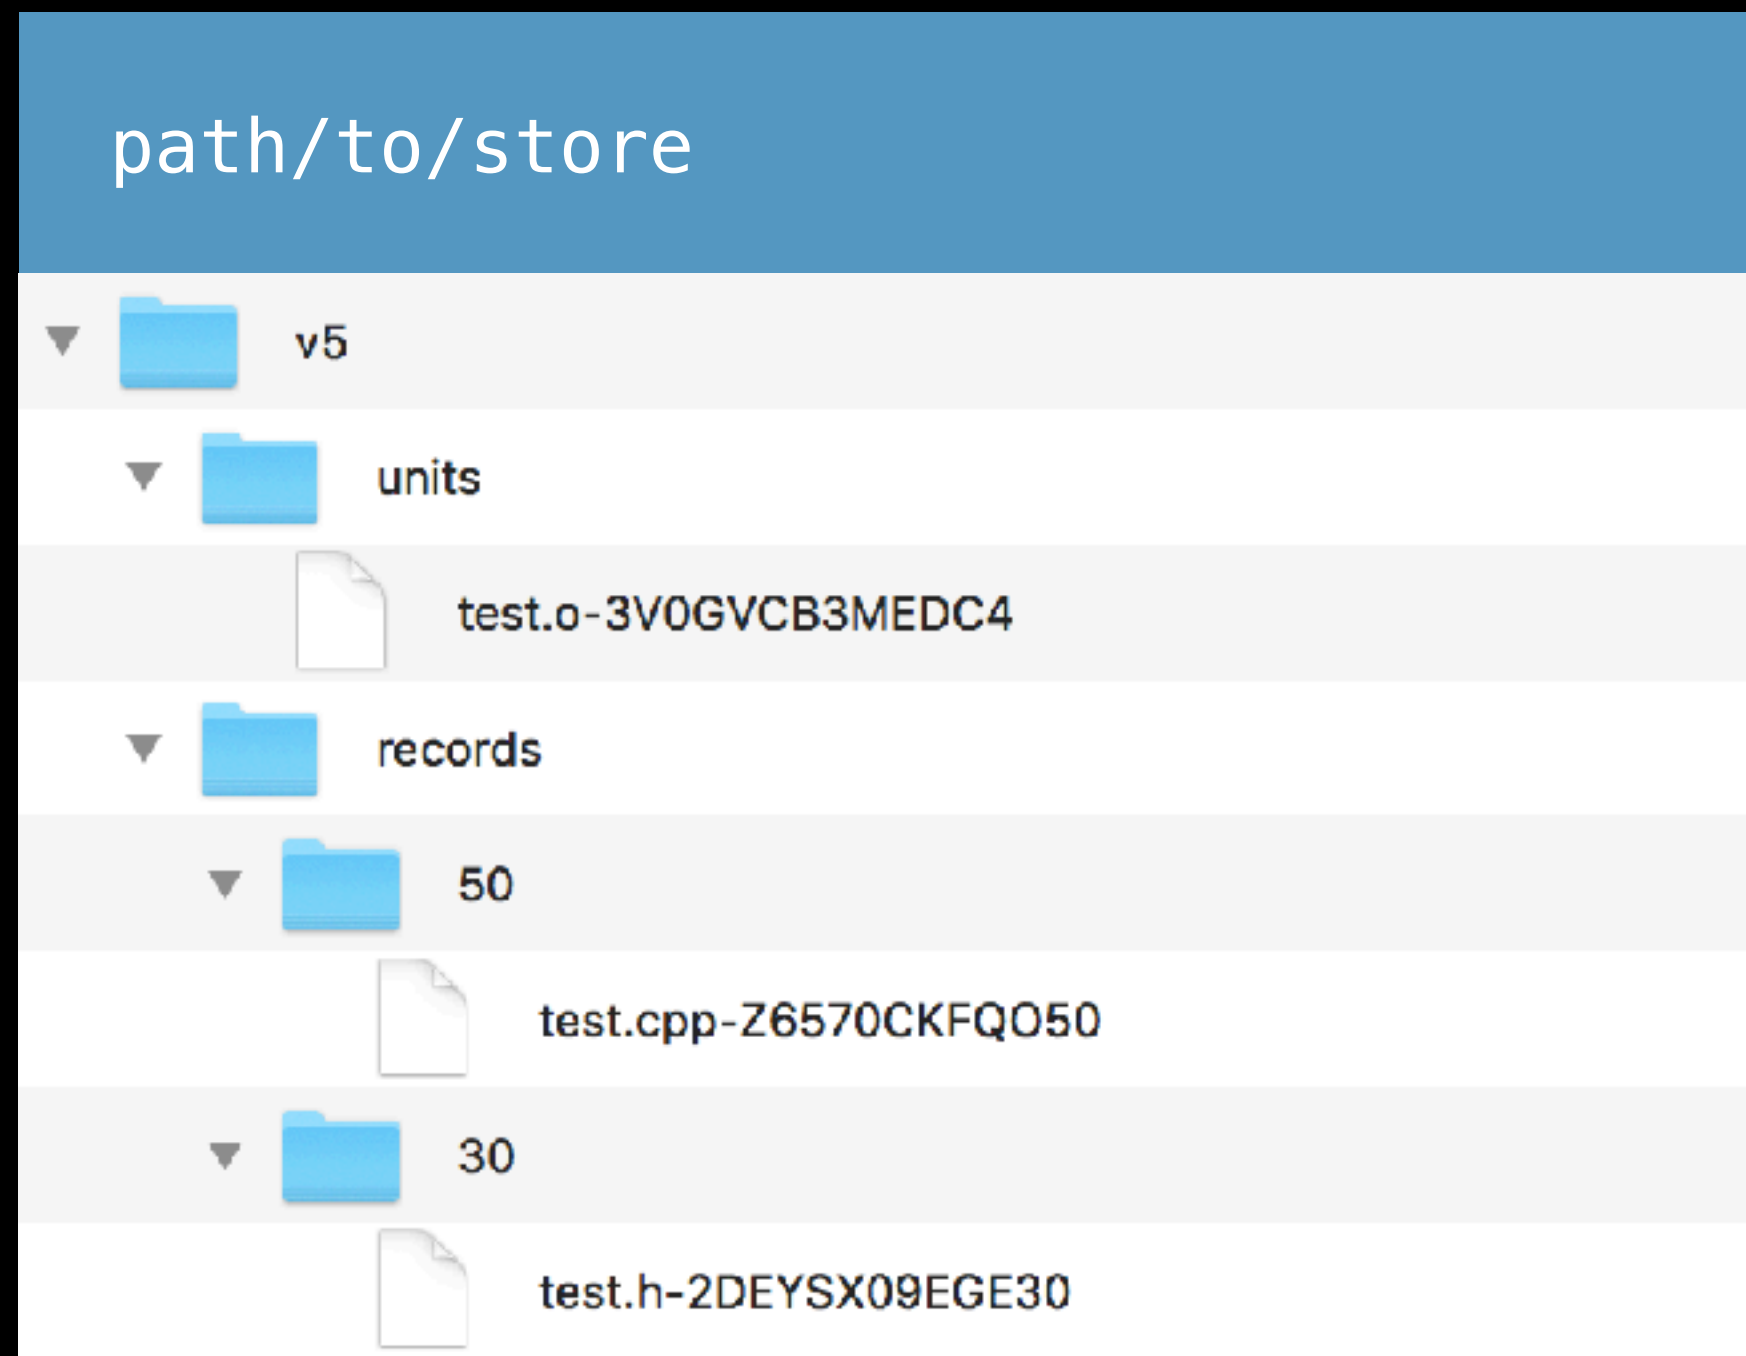 path/to/store
v5
units
test.o-3V0GVCB3MEDC4
records
50
test.cpp-Z6570CKFQO50
30
test.h-2DEYSX09EGE30